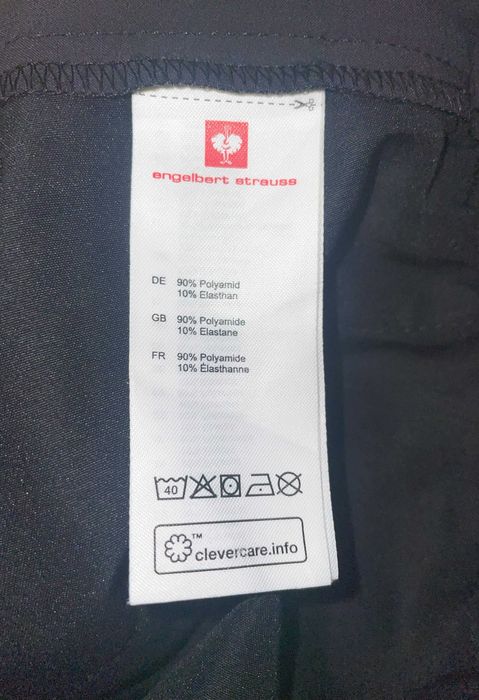 engelbert strauss
DE 90% Polyamid
10% Elasthan
GB 90% Polyamide
10% Elastane
FR 90% Polyamide
10% Élasthanne
40
™
clevercare.info